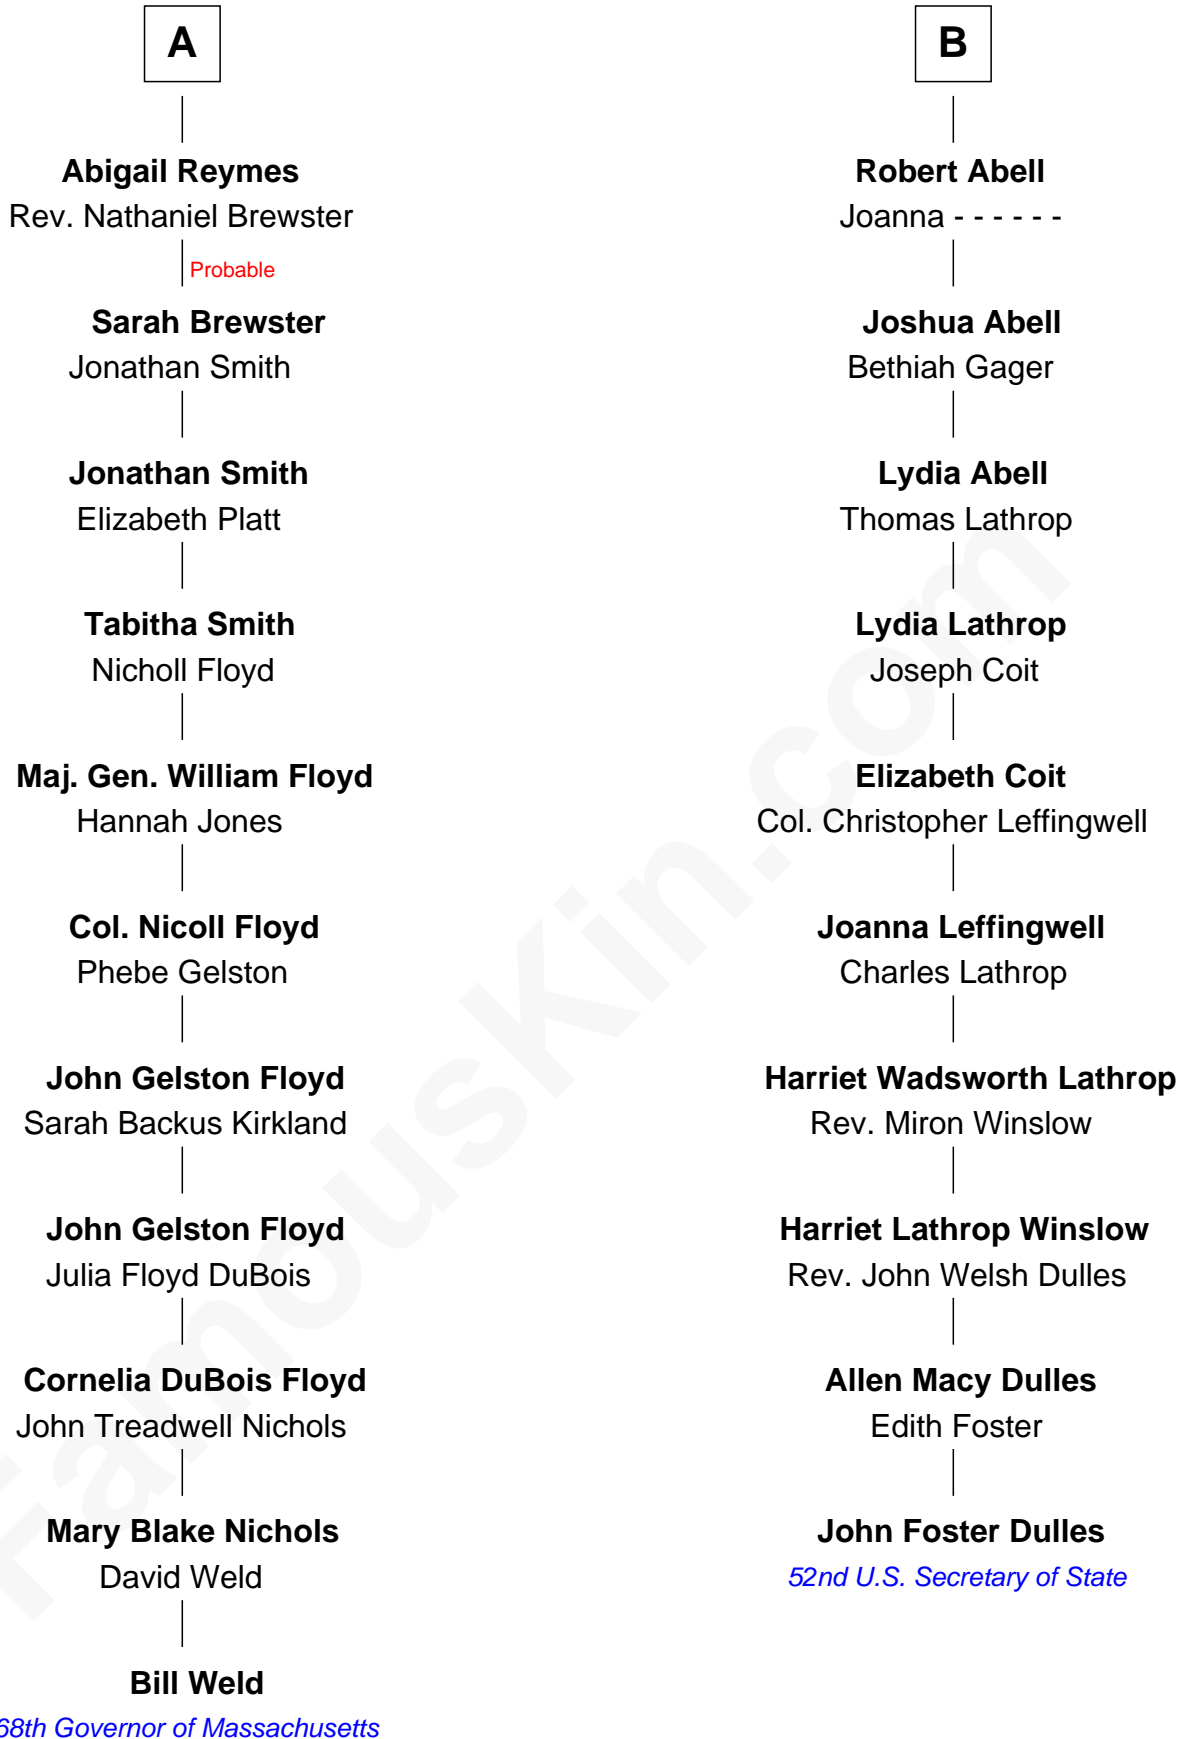 A
Abigail Reymes
Rev. Nathaniel Brewster
Probable
Sarah Brewster
Jonathan Smith
Jonathan Smith
Elizabeth Platt
Tabitha Smith
Nicholl Floyd
Maj. Gen. William Floyd
Hannah Jones
Col. Nicoll Floyd
Phebe Gelston
John Gelston Floyd
Sarah Backus Kirkland
John Gelston Floyd
Julia Floyd DuBois
Cornelia DuBois Floyd
John Treadwell Nichols
Mary Blake Nichols
David Weld
Bill Weld
68th Governor of Massachusetts
B
Robert Abell
Joanna - - - - - -
Joshua Abell
Bethiah Gager
Lydia Abell
Thomas Lathrop
Lydia Lathrop
Joseph Coit
Elizabeth Coit
Col. Christopher Leffingwell
Joanna Leffingwell
Charles Lathrop
Harriet Wadsworth Lathrop
Rev. Miron Winslow
Harriet Lathrop Winslow
Rev. John Welsh Dulles
Allen Macy Dulles
Edith Foster
John Foster Dulles
52nd U.S. Secretary of State
FamousKin.com